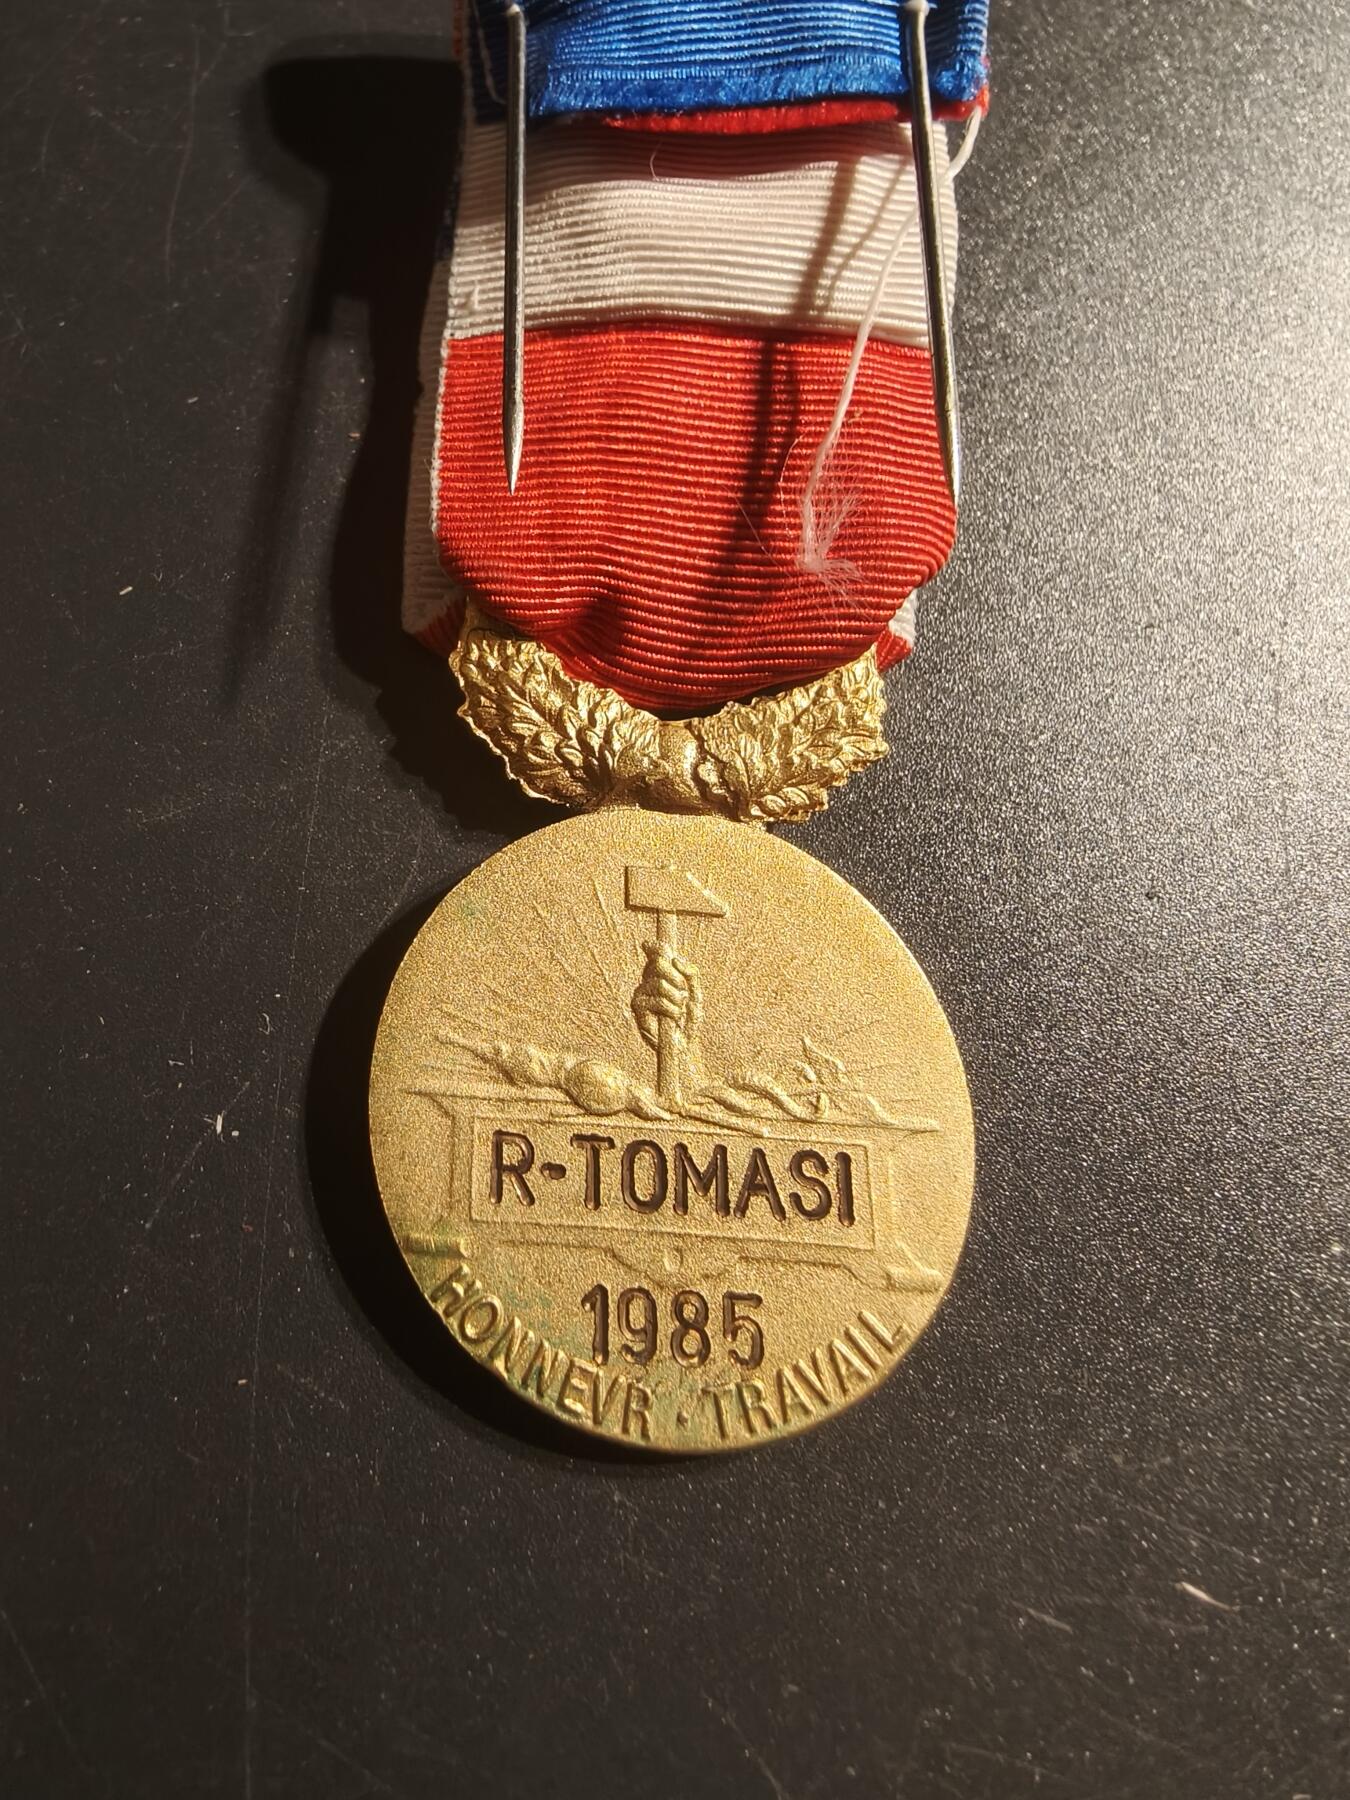 R-TOMASI
1985
HONNEVR · TRAVAIL